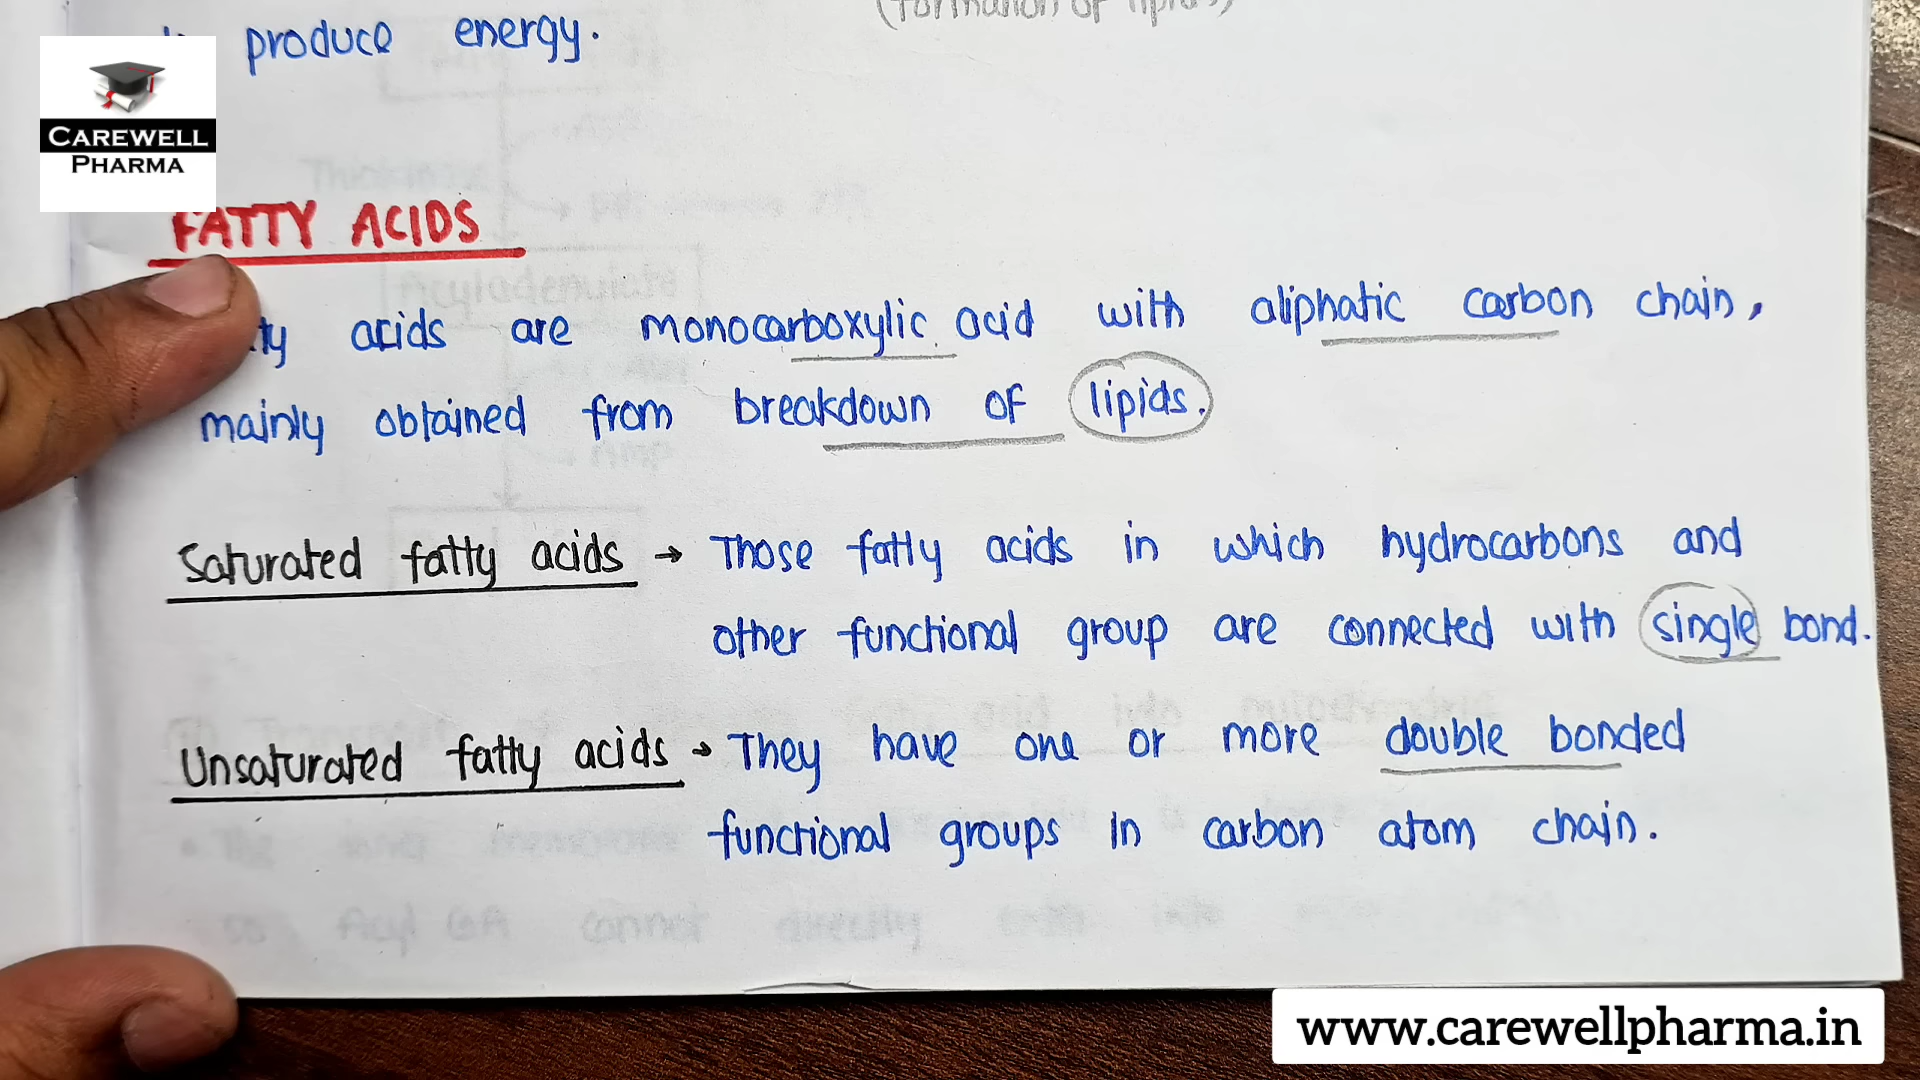 (formation of lipids)
produce energy.
CAREWELL
PHARMA
FATTY ACIDS
acids are monocarboxylic acid with aliphatic carbon chain,
mainly obtained from breakdown of lipids.
Saturated fatty acids → Those fatty acids in which hydrocarbons and
other functional group are connected with single bond.
Unsaturated fatty acids → They have one or more double bonded
functional groups in carbon atom chain.
www.carewellpharma.in